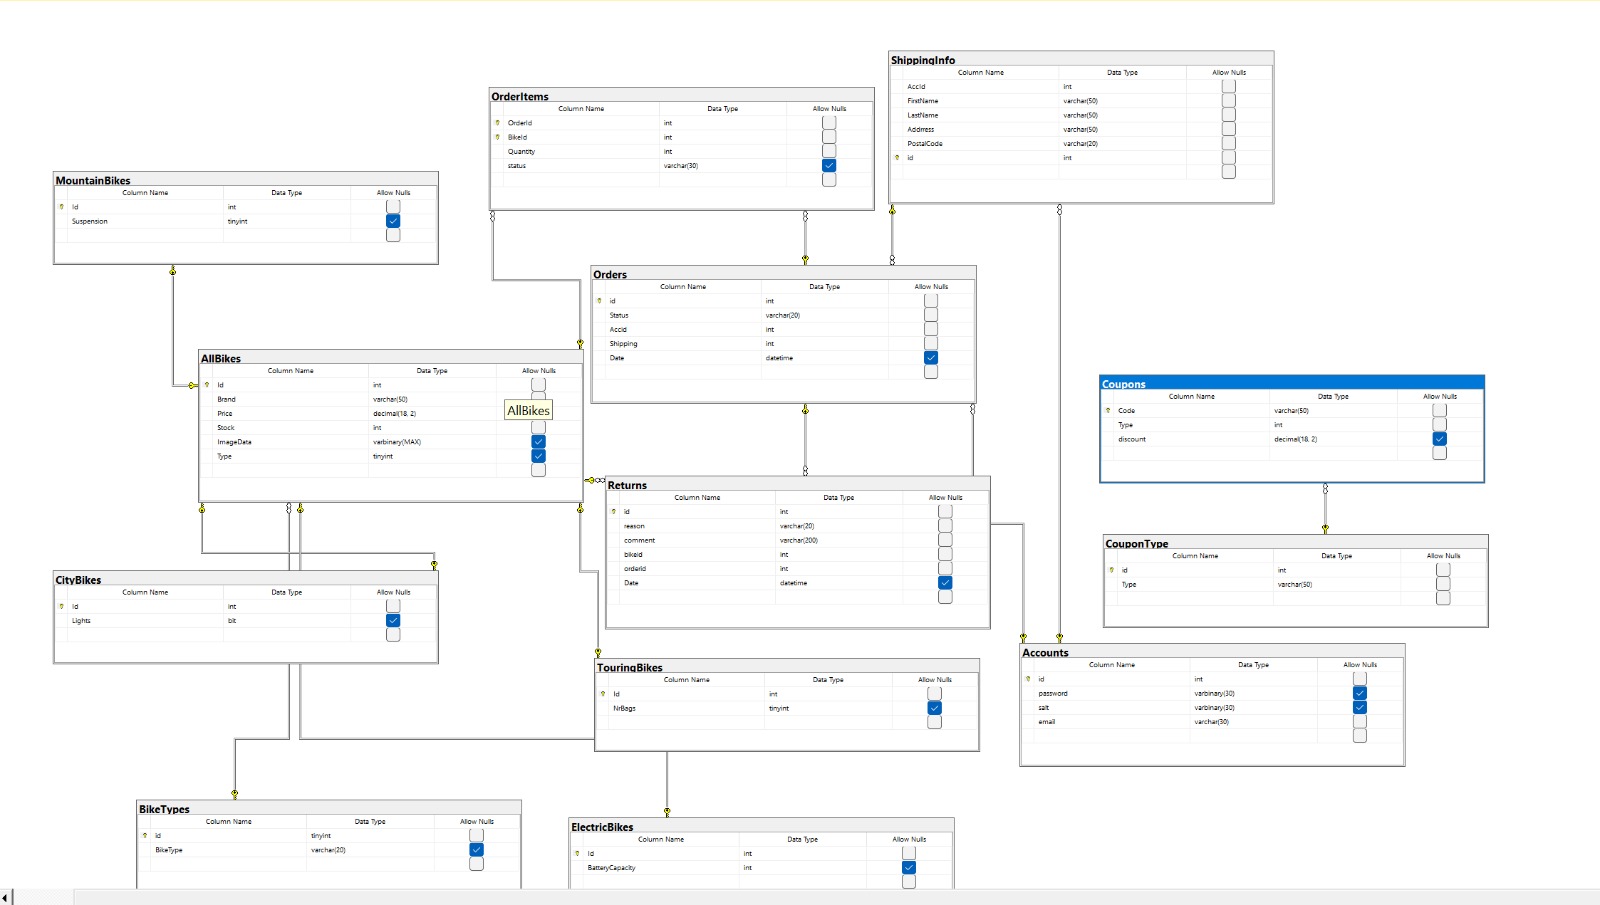 ShippingInfo
Column Name Data Type Allow Nulls
AccId int
FirstName varchar(50)
LastName varchar(50)
Address varchar(50)
PostalCode varchar(20)
id int
OrderItems
Column Name Data Type Allow Nulls
OrderId int
BikeId int
Quantity int
status varchar(30)
MountainBikes
Column Name Data Type Allow Nulls
Id int
Suspension tinyint
Orders
Column Name Data Type Allow Nulls
id int
Status varchar(20)
AccId int
Shipping int
Date datetime
AllBikes
Column Name Data Type Allow Nulls
Id int
Brand varchar(50)
Price decimal(18, 2)
Stock int
ImageData varbinary(MAX)
Type tinyint
AllBikes
Coupons
Column Name Data Type Allow Nulls
Code varchar(50)
Type int
discount decimal(18, 2)
Returns
Column Name Data Type Allow Nulls
id int
reason varchar(20)
comment varchar(200)
bikeid int
orderid int
Date datetime
CouponType
Column Name Data Type Allow Nulls
id int
Type varchar(50)
CityBikes
Column Name Data Type Allow Nulls
Id int
Lights bit
TouringBikes
Column Name Data Type Allow Nulls
Id int
NrBags tinyint
Accounts
Column Name Data Type Allow Nulls
id int
password varbinary(30)
salt varbinary(30)
email varchar(30)
BikeTypes
Column Name Data Type Allow Nulls
id tinyint
BikeType varchar(20)
ElectricBikes
Column Name Data Type Allow Nulls
Id int
BatteryCapacity int